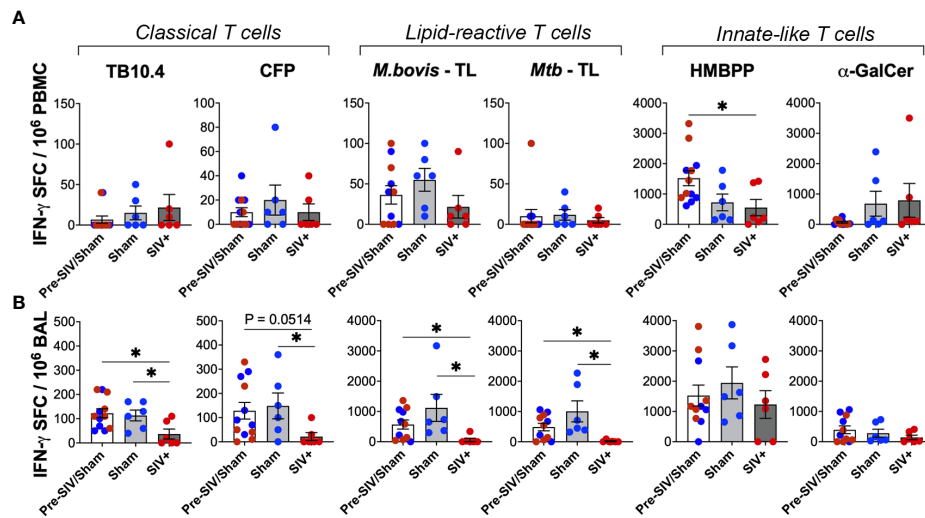 A
Classical T cells
Lipid-reactive T cells
Innate-like T cells
TB10.4
CFP
M.bovis - TL
Mtb - TL
HMBPP
α-GalCer
IFN-γ SFC / 10⁶ PBMC
150
100
50
0
100
80
60
40
20
0
150
100
50
0
150
100
50
0
4000
3000
2000
1000
0
*
4000
3000
2000
1000
0
Pre-SIV/Sham
Sham
SIV+
Pre-SIV/Sham
Sham
SIV+
Pre-SIV/Sham
Sham
SIV+
Pre-SIV/Sham
Sham
SIV+
Pre-SIV/Sham
Sham
SIV+
Pre-SIV/Sham
Sham
SIV+
B
IFN-γ SFC / 10⁶ BAL
500
400
300
200
100
0
*
*
500
400
300
200
100
0
P = 0.0514
*
4000
3000
2000
1000
0
*
*
4000
3000
2000
1000
0
*
*
4000
3000
2000
1000
0
4000
3000
2000
1000
0
Pre-SIV/Sham
Sham
SIV+
Pre-SIV/Sham
Sham
SIV+
Pre-SIV/Sham
Sham
SIV+
Pre-SIV/Sham
Sham
SIV+
Pre-SIV/Sham
Sham
SIV+
Pre-SIV/Sham
Sham
SIV+